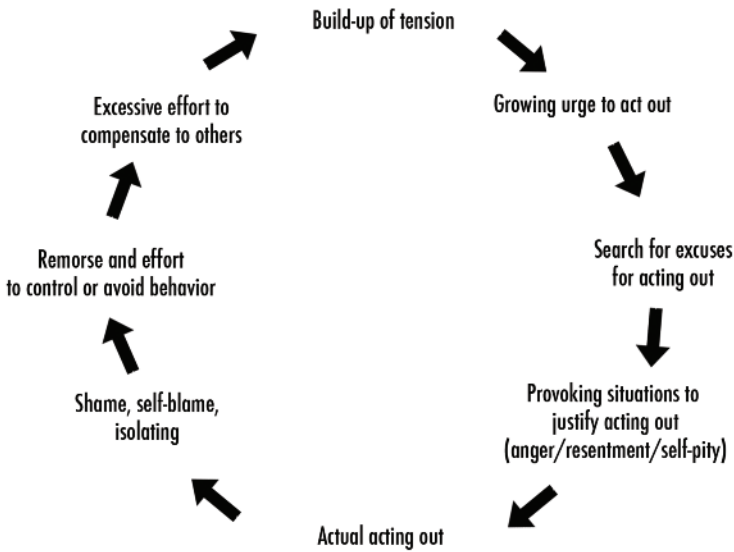 Build-up of tension
Growing urge to act out
Search for excuses
for acting out
Provoking situations to
justify acting out
(anger/resentment/self-pity)
Actual acting out
Shame, self-blame,
isolating
Remorse and effort
to control or avoid behavior
Excessive effort to
compensate to others